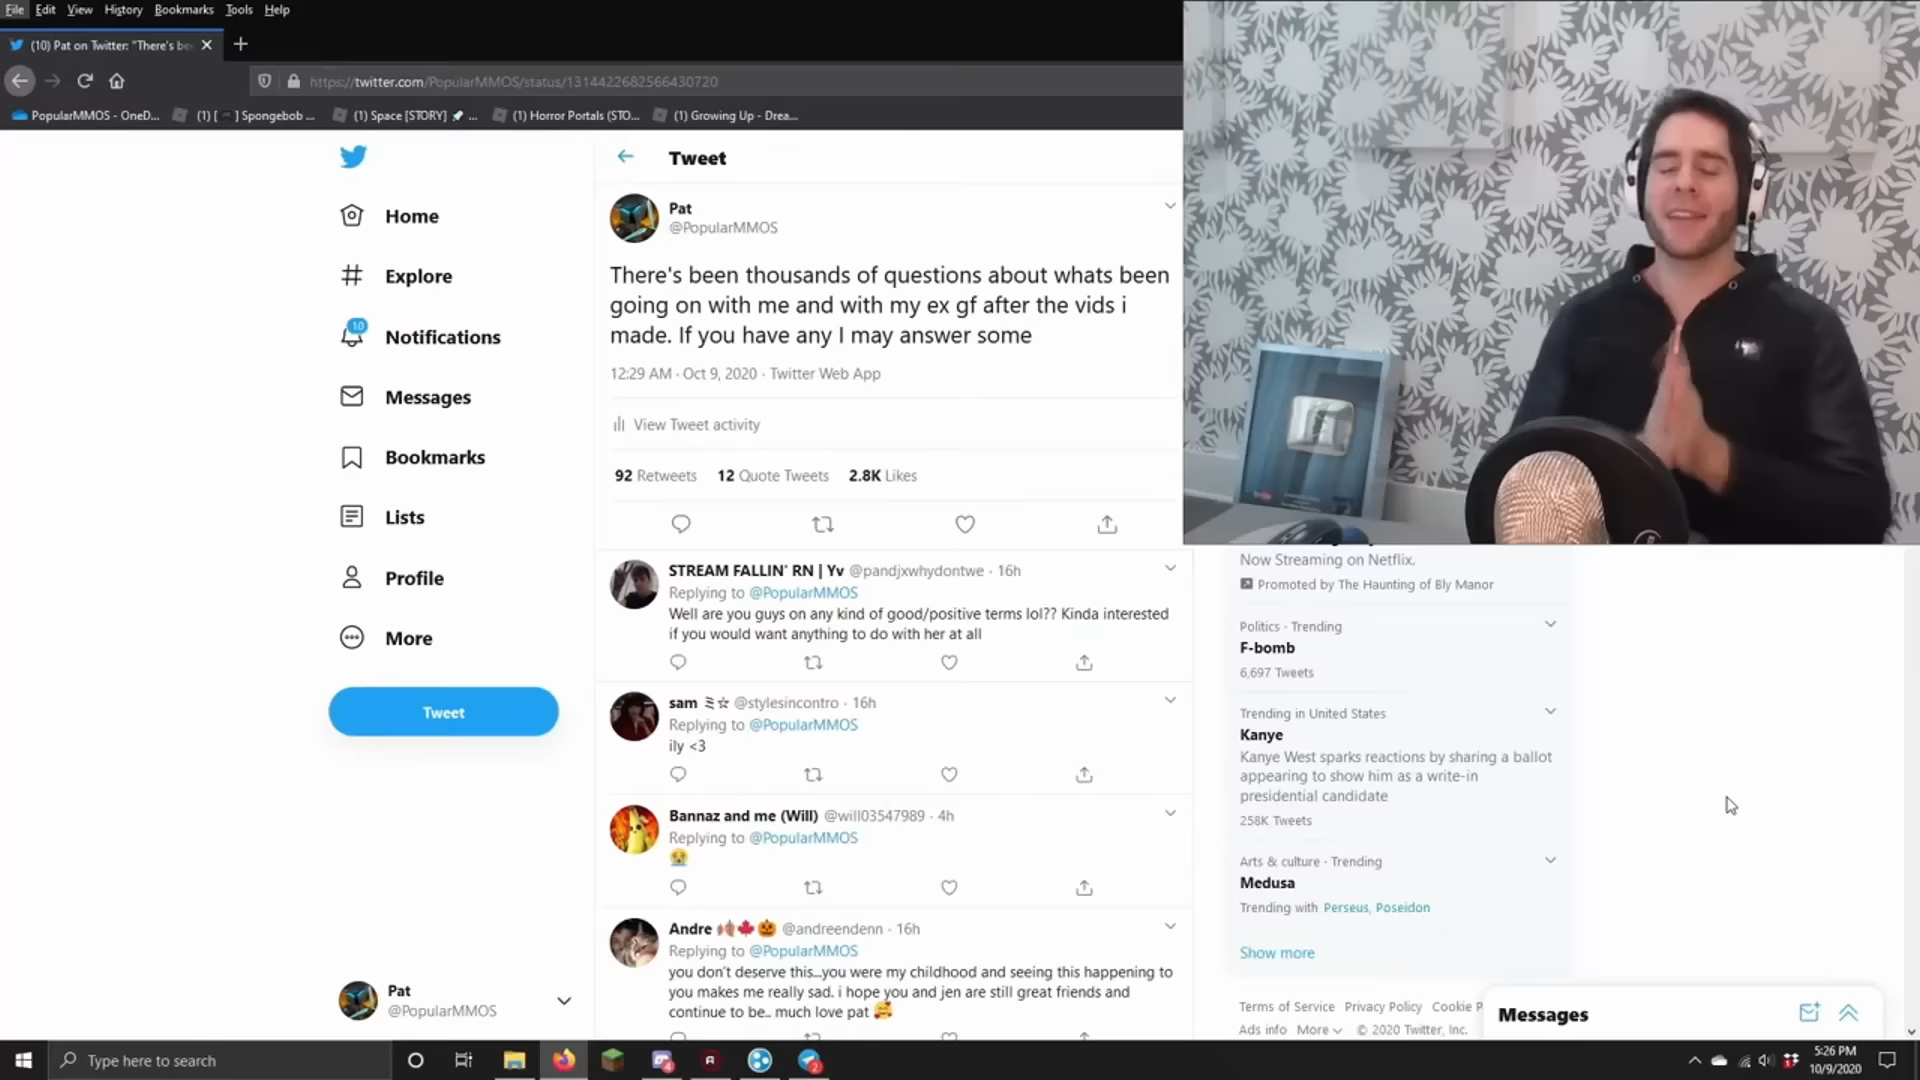 File Edit View History Bookmarks Tools Help
(10) Pat on Twitter: "There's be
https://twitter.com/PopularMMOS/status/1314422682566430720
PopularMMOS - OneD...
(1) [ ] Spongebob ...
(1) Space [STORY] 📌 ...
(1) Horror Portals (STO...
(1) Growing Up - Drea...
Home
Explore
10
Notifications
Messages
Bookmarks
Lists
Profile
More
Tweet
Pat
@PopularMMOS
Tweet
Pat
@PopularMMOS
There's been thousands of questions about whats been
going on with me and with my ex gf after the vids i
made. If you have any I may answer some
12:29 AM · Oct 9, 2020 · Twitter Web App
View Tweet activity
92 Retweets 12 Quote Tweets 2.8K Likes
STREAM FALLIN' RN | Yv @pandjxwhydontwe · 16h
Replying to @PopularMMOS
Well are you guys on any kind of good/positive terms lol?? Kinda interested
if you would want anything to do with her at all
sam ミ☆ @stylesincontro · 16h
Replying to @PopularMMOS
ily <3
Bannaz and me (Will) @will03547989 · 4h
Replying to @PopularMMOS
😭
Andre 🍂🍁🎃 @andreendenn · 16h
Replying to @PopularMMOS
you don't deserve this...you were my childhood and seeing this happening to
you makes me really sad. i hope you and jen are still great friends and
continue to be.. much love pat 🥰
Now Streaming on Netflix.
Promoted by The Haunting of Bly Manor
Politics · Trending
F-bomb
6,697 Tweets
Trending in United States
Kanye
Kanye West sparks reactions by sharing a ballot
appearing to show him as a write-in
presidential candidate
258K Tweets
Arts & culture · Trending
Medusa
Trending with Perseus, Poseidon
Show more
Terms of Service Privacy Policy Cookie P
Ads info More © 2020 Twitter, Inc.
Messages
Type here to search
4
2
5:26 PM
10/9/2020